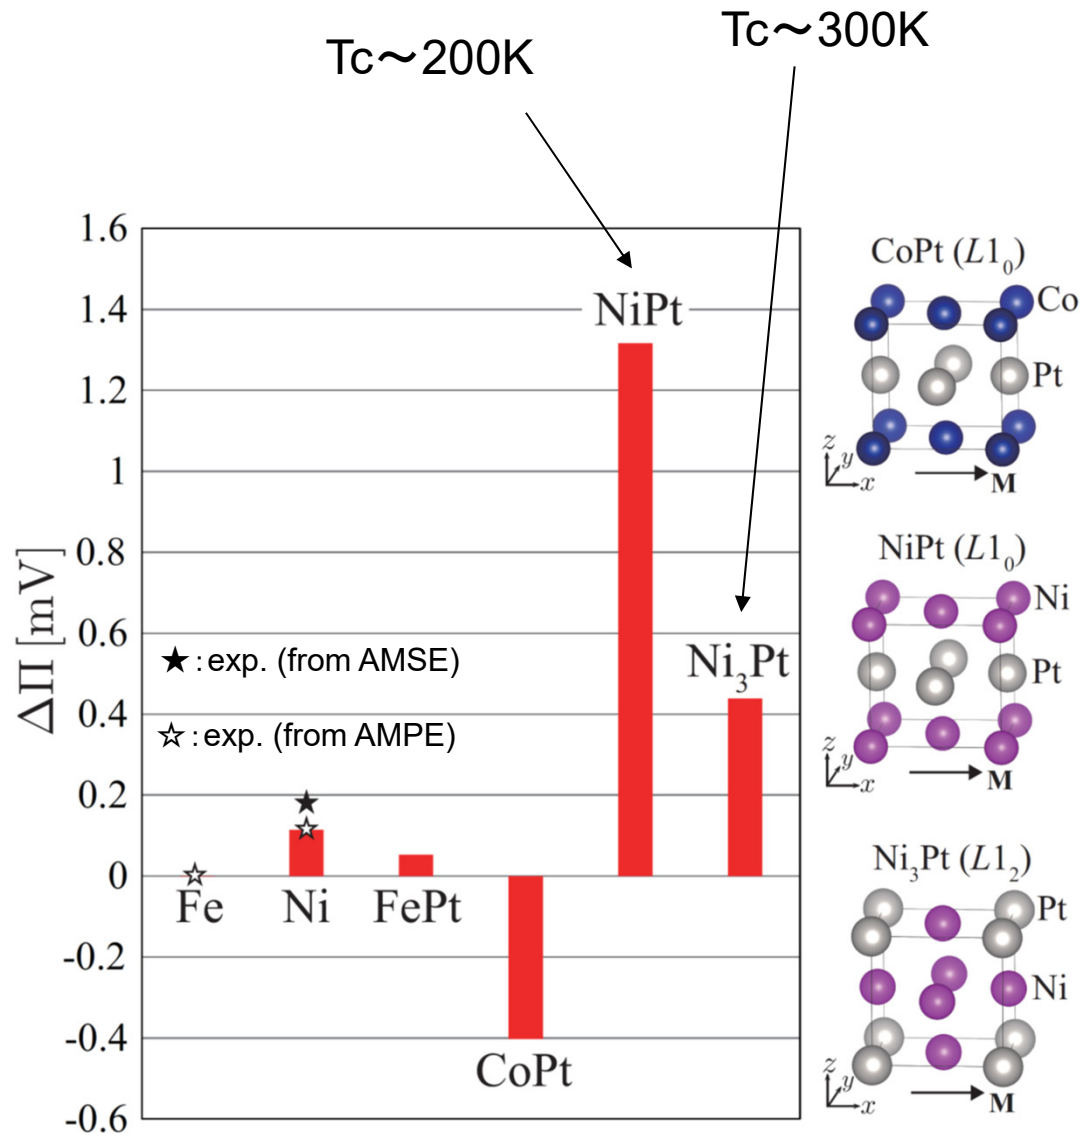 Tc～200K
Tc～300K
1.6
1.4
1.2
1
0.8
0.6
0.4
0.2
0
-0.2
-0.4
-0.6
ΔΠ [mV]
★:exp. (from AMSE)
☆:exp. (from AMPE)
Fe
Ni
FePt
CoPt
NiPt
Ni₃Pt
CoPt (L1₀)
Co
Pt
z
y
x
M
NiPt (L1₀)
Ni
Pt
z
y
x
M
Ni₃Pt (L1₂)
Pt
Ni
z
y
x
M